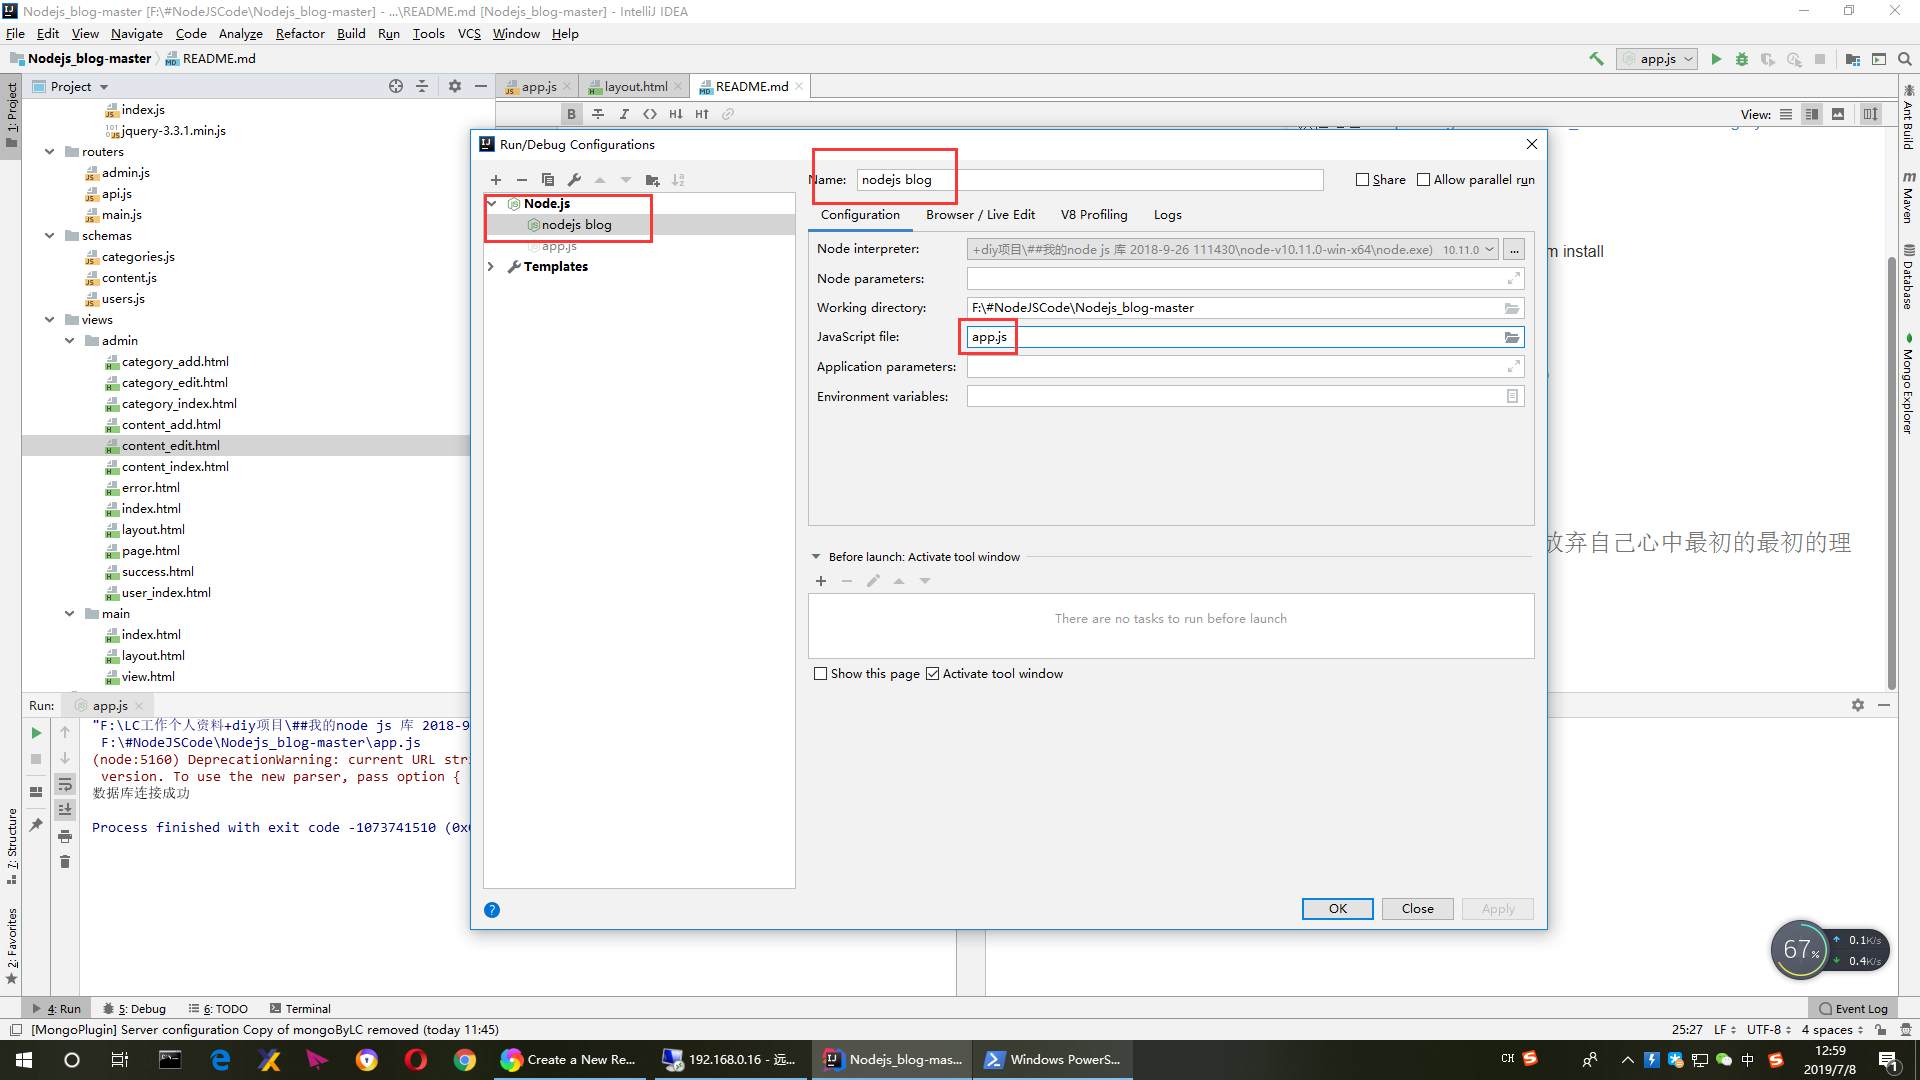 Nodejs_blog-master [F:\#NodeJSCode\Nodejs_blog-master] - ...\README.md [Nodejs_blog-master] - IntelliJ IDEA
File Edit View Navigate Code Analyze Refactor Build Run Tools VCS Window Help
Nodejs_blog-master README.md
app.js
Project
app.js layout.html README.md
B I <> H↓ H↑
View:
1: Project
index.js
jquery-3.3.1.min.js
routers
admin.js
api.js
main.js
schemas
categories.js
content.js
users.js
views
admin
category_add.html
category_edit.html
category_index.html
content_add.html
content_edit.html
content_index.html
error.html
index.html
layout.html
page.html
success.html
user_index.html
main
index.html
layout.html
view.html
Run/Debug Configurations
Node.js
nodejs blog
app.js
Templates
Name: nodejs blog
Share Allow parallel run
Configuration Browser / Live Edit V8 Profiling Logs
Node interpreter: +diy项目\##我的node js 库 2018-9-26 111430\node-v10.11.0-win-x64\node.exe) 10.11.0 ...
Node parameters:
Working directory: F:\#NodeJSCode\Nodejs_blog-master
JavaScript file: app.js
Application parameters:
Environment variables:
Before launch: Activate tool window
There are no tasks to run before launch
Show this page Activate tool window
OK Close Apply
?
m install
放弃自己心中最初的最初的理
Ant Build
m Maven
Database
Mongo Explorer
7: Structure
2: Favorites
Run: app.js
"F:\LC工作个人资料+diy项目\##我的node js 库 2018-9
F:\#NodeJSCode\Nodejs_blog-master\app.js
(node:5160) DeprecationWarning: current URL stri
version. To use the new parser, pass option {
数据库连接成功
Process finished with exit code -1073741510 (0x
67%
0.1K/s
0.4K/s
4: Run 5: Debug 6: TODO Terminal
Event Log
[MongoPlugin] Server configuration Copy of mongoByLC removed (today 11:45)
25:27 LF UTF-8 4 spaces
Create a New Re...
192.168.0.16 - 远...
Nodejs_blog-mas...
Windows PowerS...
CH
中
12:59
2019/7/8
1